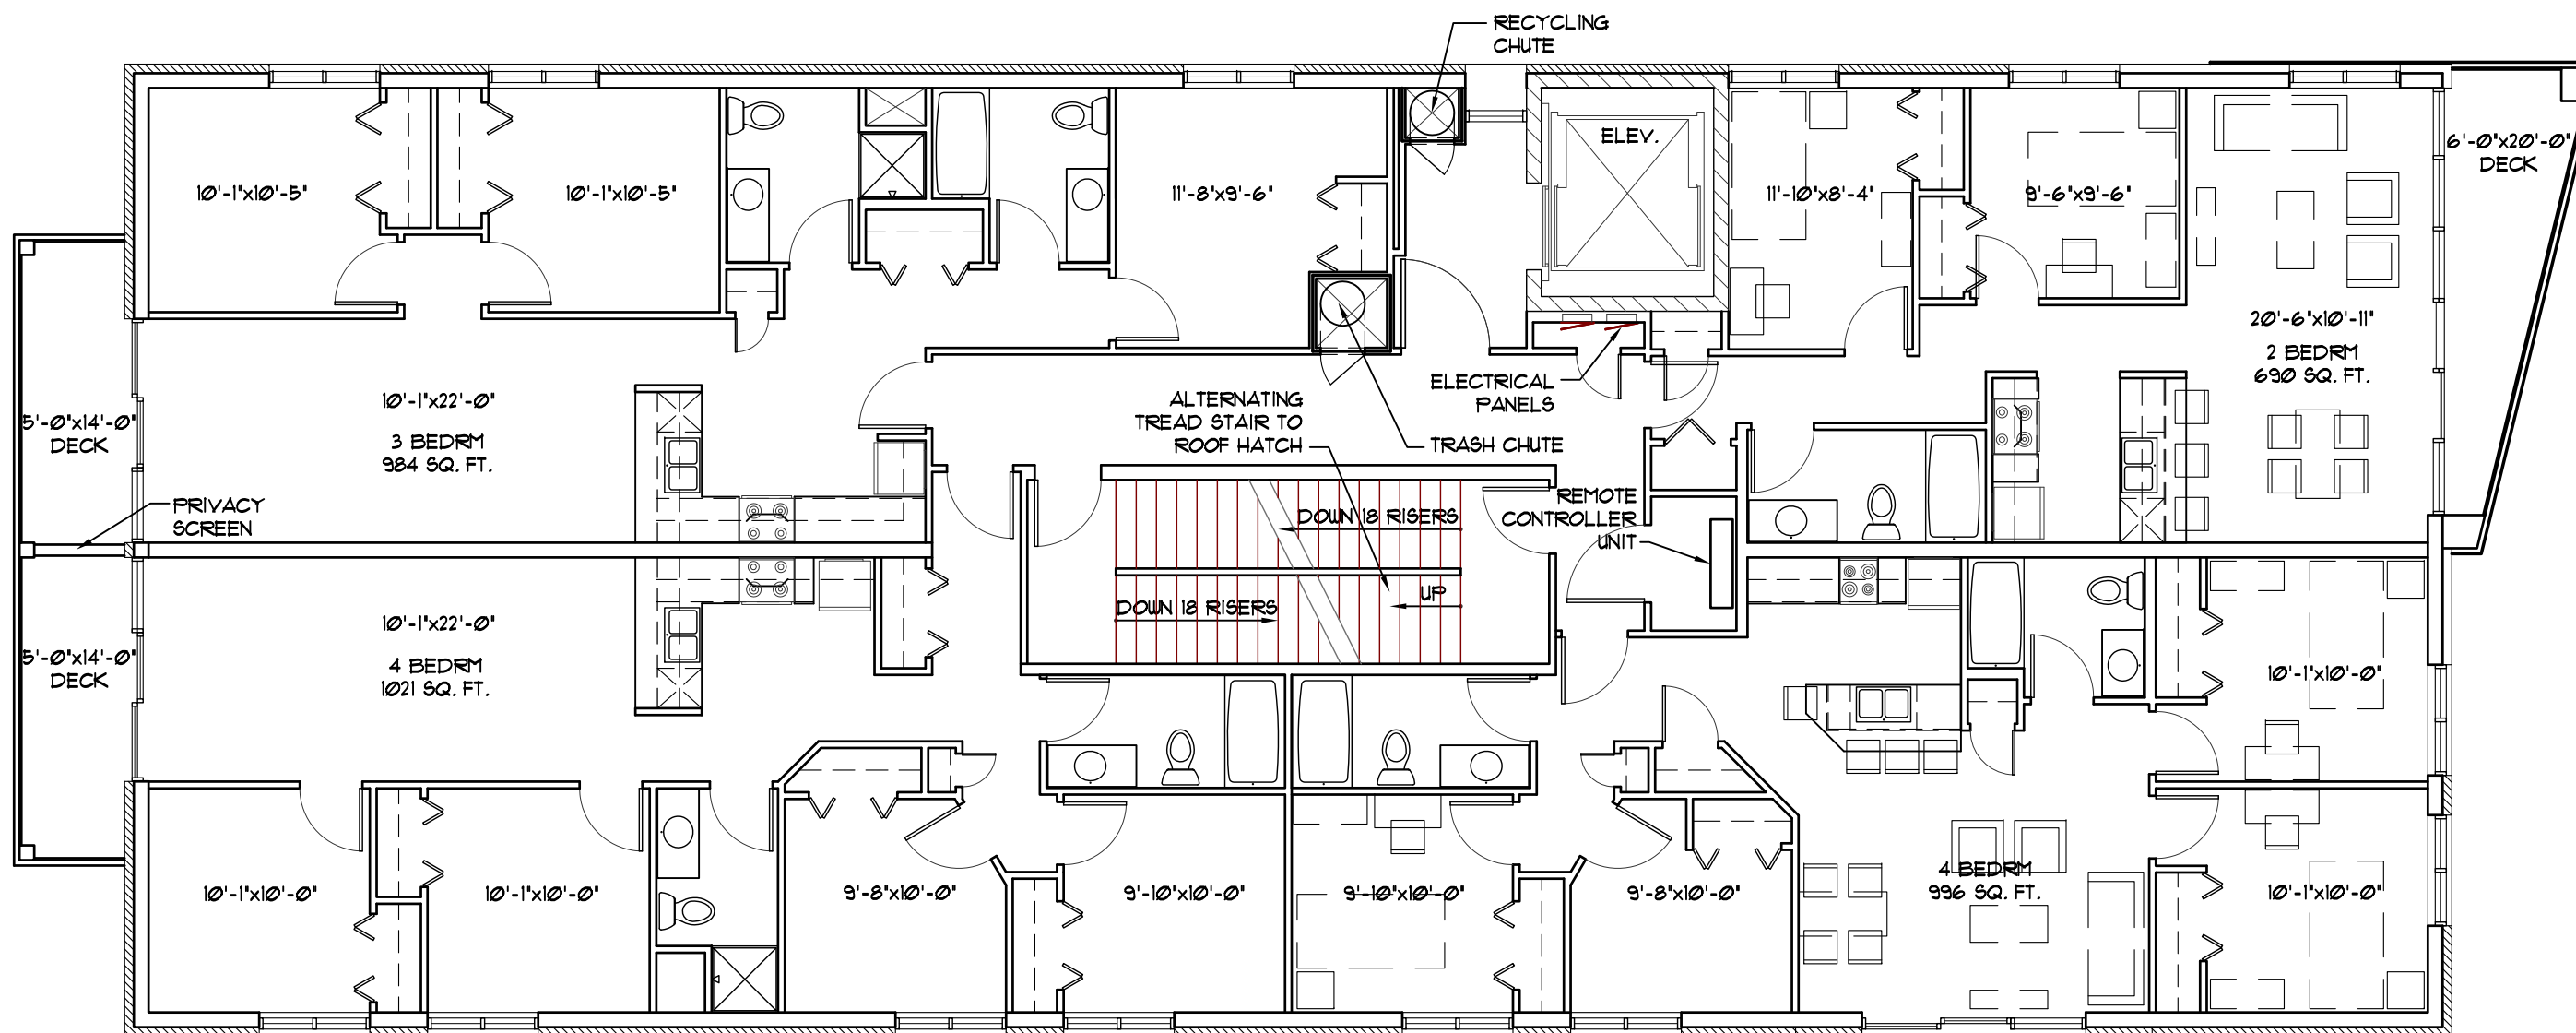 RECYCLING
CHUTE
ELEV.
6'-0"x20'-0"
DECK
10'-1"x10'-5"
10'-1"x10'-5"
11'-8"x9'-6"
11'-10"x8'-4"
9'-6"x9'-6"
20'-6"x10'-11"
2 BEDRM
690 SQ. FT.
ELECTRICAL
PANELS
ALTERNATING
TREAD STAIR TO
ROOF HATCH
TRASH CHUTE
10'-1"x22'-0"
3 BEDRM
984 SQ. FT.
5'-0"x14'-0"
DECK
PRIVACY
SCREEN
REMOTE
CONTROLLER
UNIT
DOWN 18 RISERS
DOWN 18 RISERS
UP
10'-1"x22'-0"
4 BEDRM
1021 SQ. FT.
5'-0"x14'-0"
DECK
10'-1"x10'-0"
10'-1"x10'-0"
10'-1"x10'-0"
9'-8"x10'-0"
9'-10"x10'-0"
9'-10"x10'-0"
9'-8"x10'-0"
4 BEDRM
996 SQ. FT.
10'-1"x10'-0"